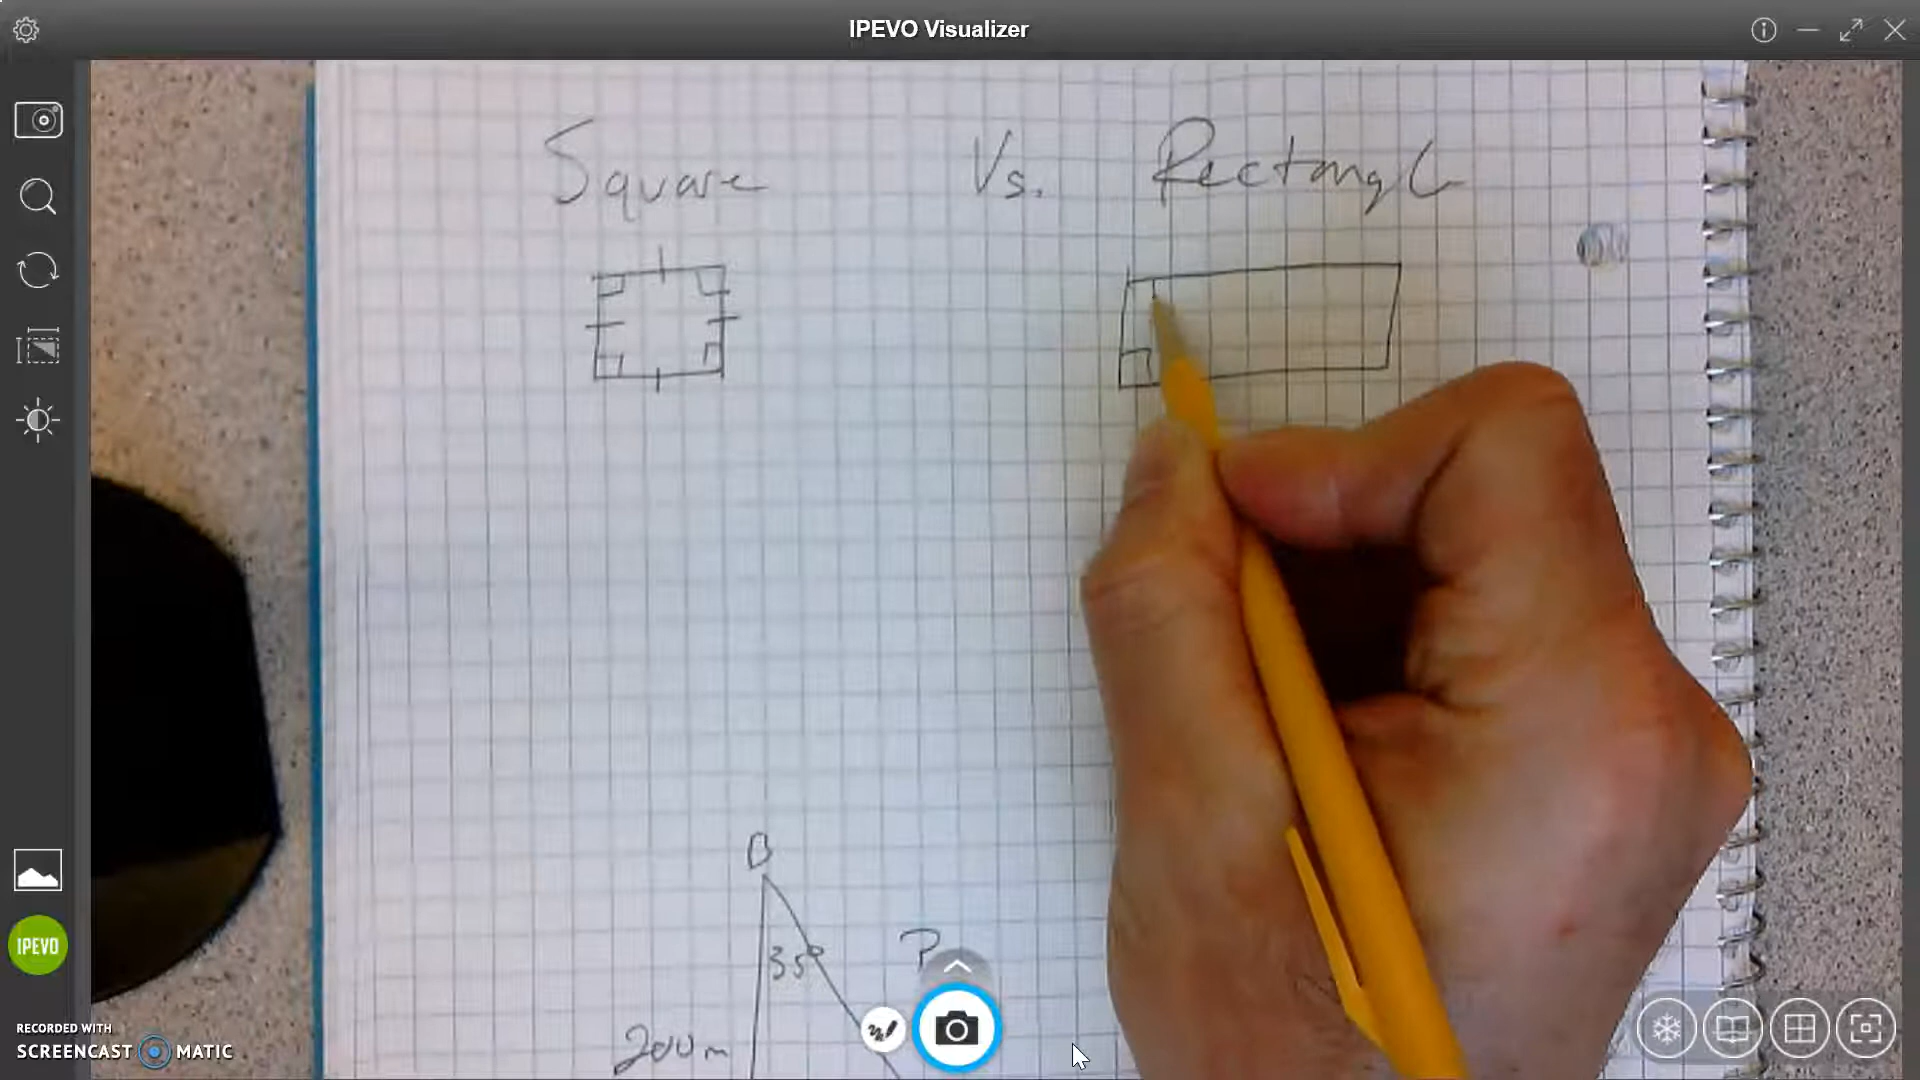 IPEVO Visualizer
Square Vs. Rectangle
B
35°
?
200m
IPEVO
RECORDED WITH
SCREENCAST MATIC